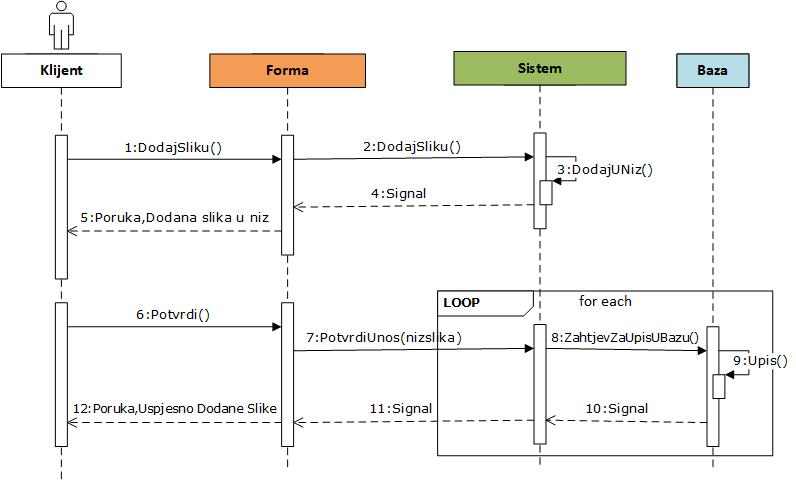 Klijent
Forma
Sistem
Baza
1:DodajSliku()
2:DodajSliku()
3:DodajUNiz()
4:Signal
5:Poruka,Dodana slika u niz
LOOP
for each
6:Potvrdi()
7:PotvrdiUnos(nizslika)
8:ZahtjevZaUpisUBazu()
9:Upis()
10:Signal
11:Signal
12:Poruka,Uspjesno Dodane Slike